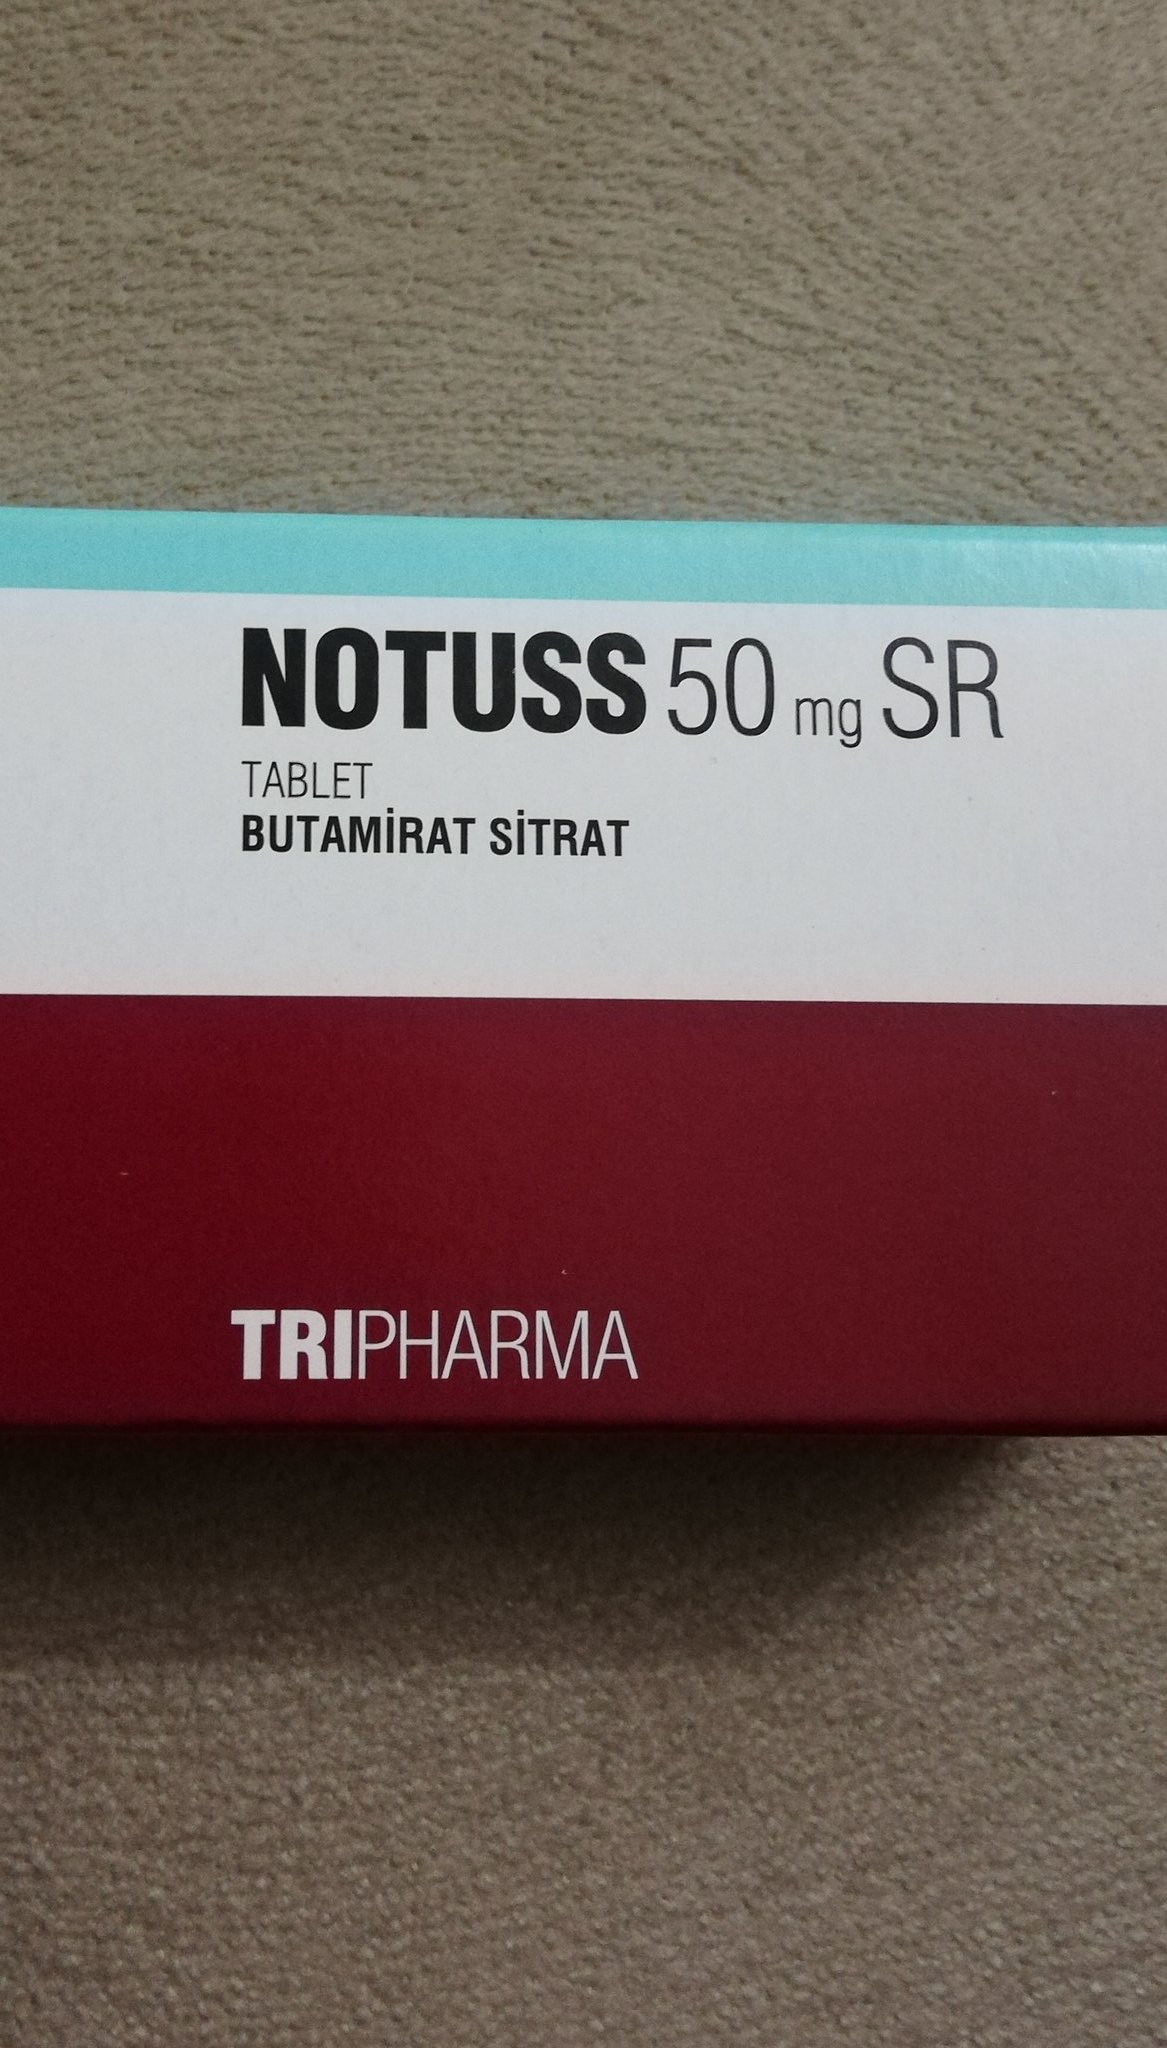 NOTUSS 50 mg SR
TABLET
BUTAMİRAT SİTRAT
TRIPHARMA